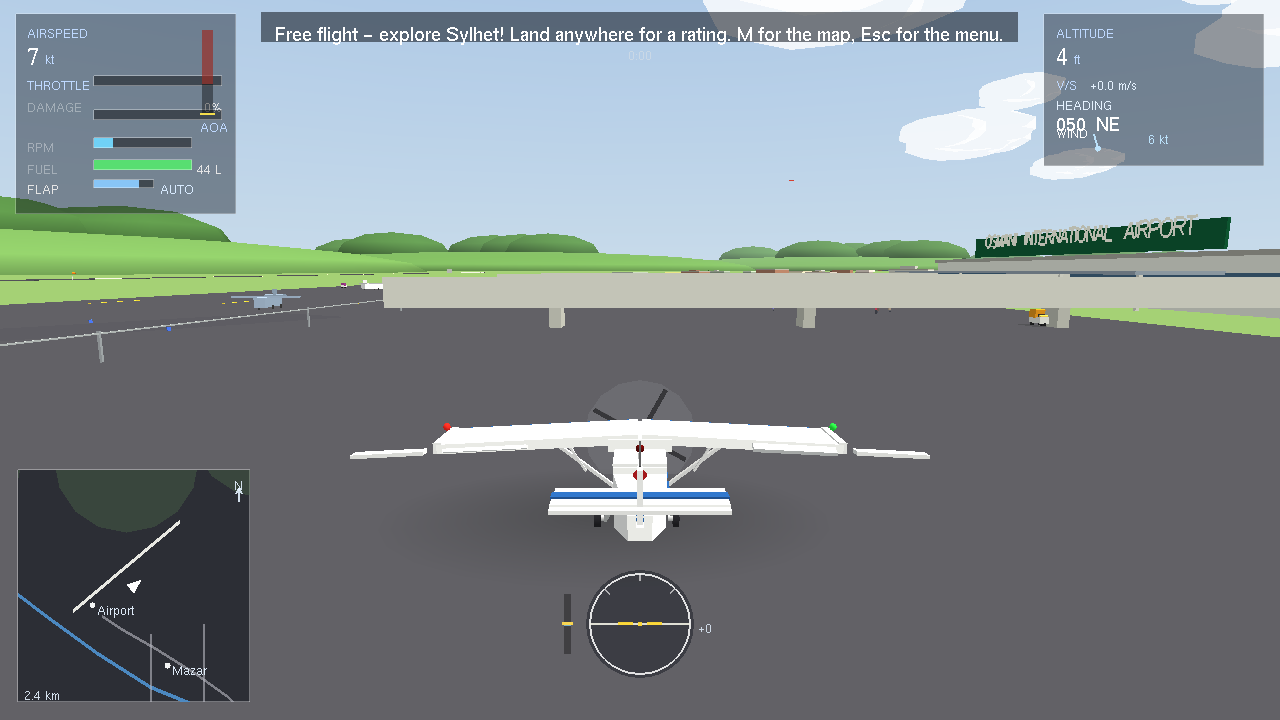 Free flight – explore Sylhet! Land anywhere for a rating. M for the map, Esc for the menu.
0:00
AIRSPEED
7 kt
THROTTLE
DAMAGE
0%
AOA
RPM
FUEL 44 L
FLAP AUTO
ALTITUDE
4 ft
V/S +0.0 m/s
HEADING
050 NE
WIND 6 kt
OSMANI INTERNATIONAL AIRPORT
N
Airport
Mazar
2.4 km
+0